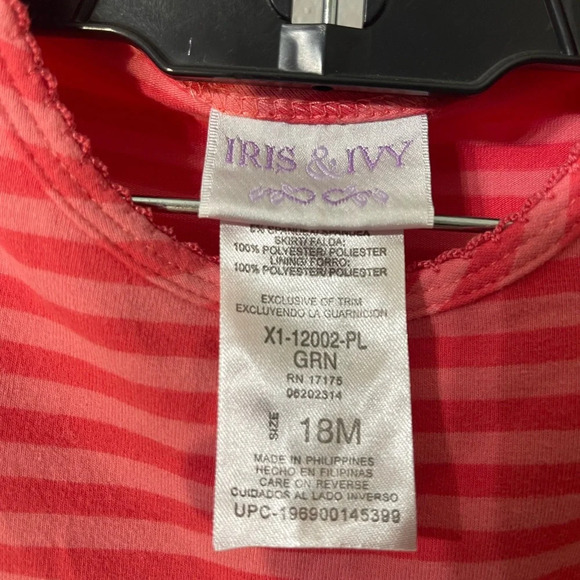 IRIS & IVY
SKIRT/FALDA:
100% POLYESTER/POLIESTER
LINING/FORRO:
100% POLYESTER/POLIESTER
EXCLUSIVE OF TRIM
EXCLUYENDO LA GUARNICION
X1-12002-PL
GRN
RN 17175
06202314
SIZE 18M
MADE IN PHILIPPINES
HECHO EN FILIPINAS
CARE ON REVERSE
CUIDADOS AL LADO INVERSO
UPC-196900145399